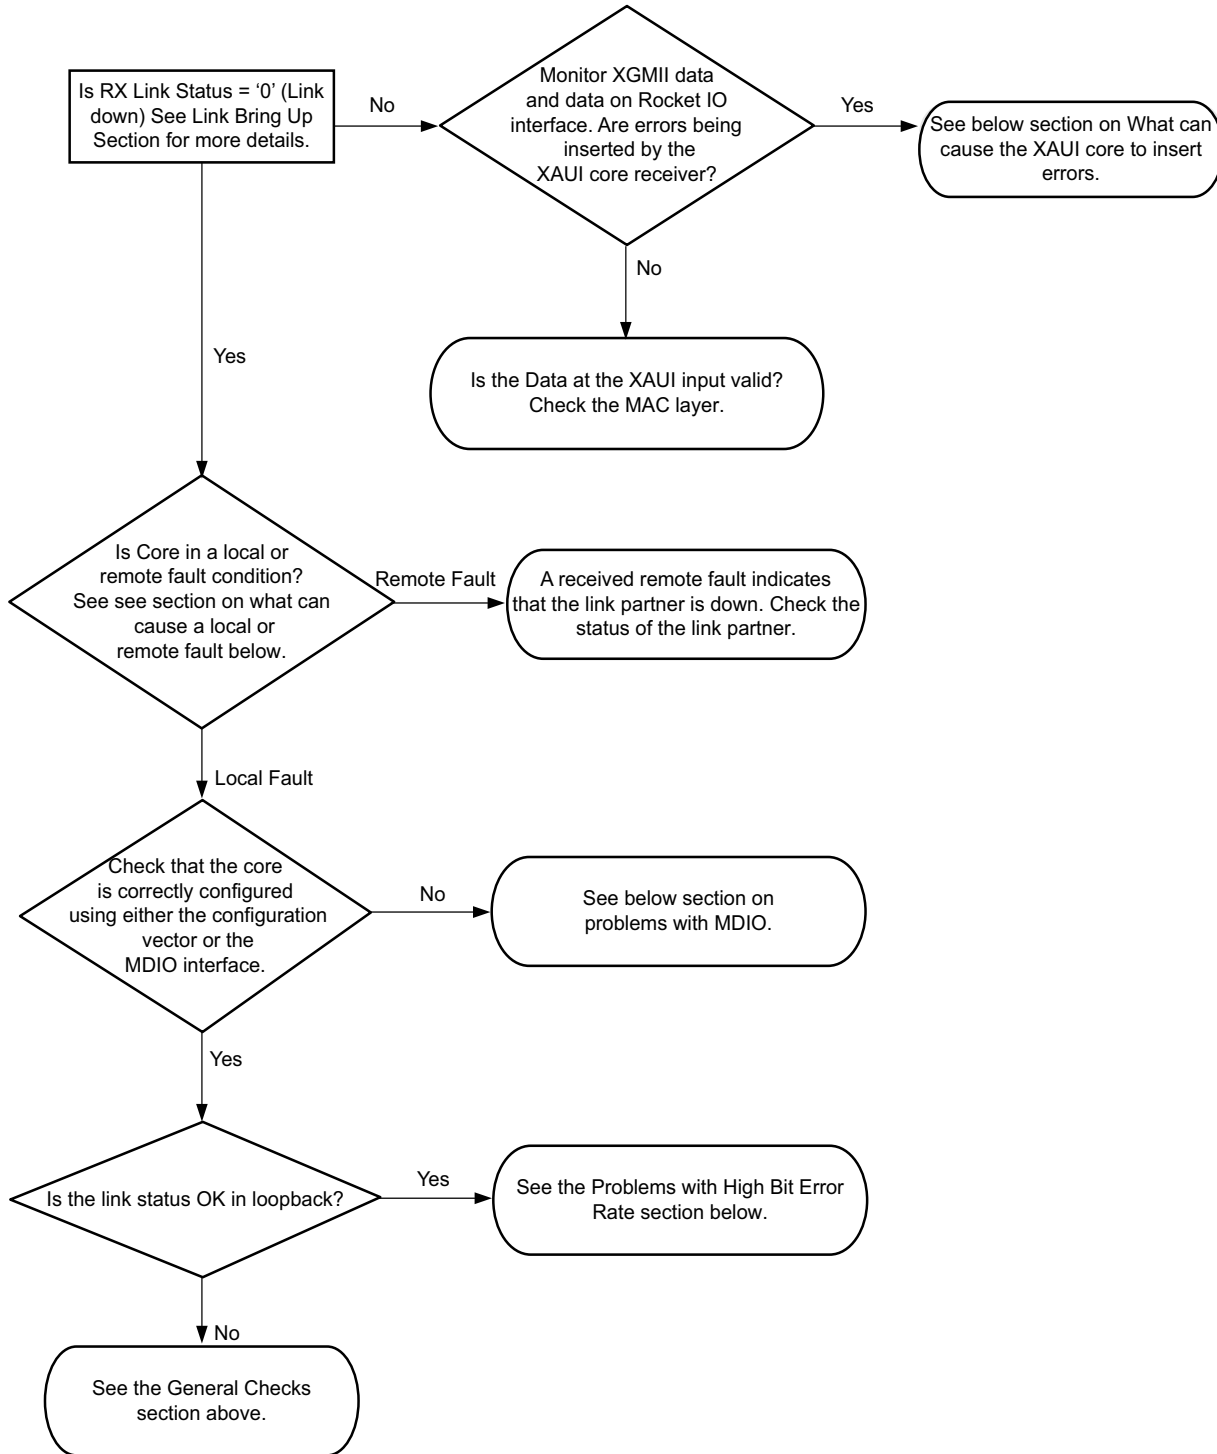 Is RX Link Status = ‘0’ (Link
down) See Link Bring Up
Section for more details.
No
Monitor XGMII data
and data on Rocket IO
interface. Are errors being
inserted by the
XAUI core receiver?
Yes
See below section on What can
cause the XAUI core to insert
errors.
No
Is the Data at the XAUI input valid?
Check the MAC layer.
Yes
Is Core in a local or
remote fault condition?
See see section on what can
cause a local or
remote fault below.
Remote Fault
A received remote fault indicates
that the link partner is down. Check the
status of the link partner.
Local Fault
Check that the core
is correctly configured
using either the configuration
vector or the
MDIO interface.
No
See below section on
problems with MDIO.
Yes
Is the link status OK in loopback?
Yes
See the Problems with High Bit Error
Rate section below.
No
See the General Checks
section above.